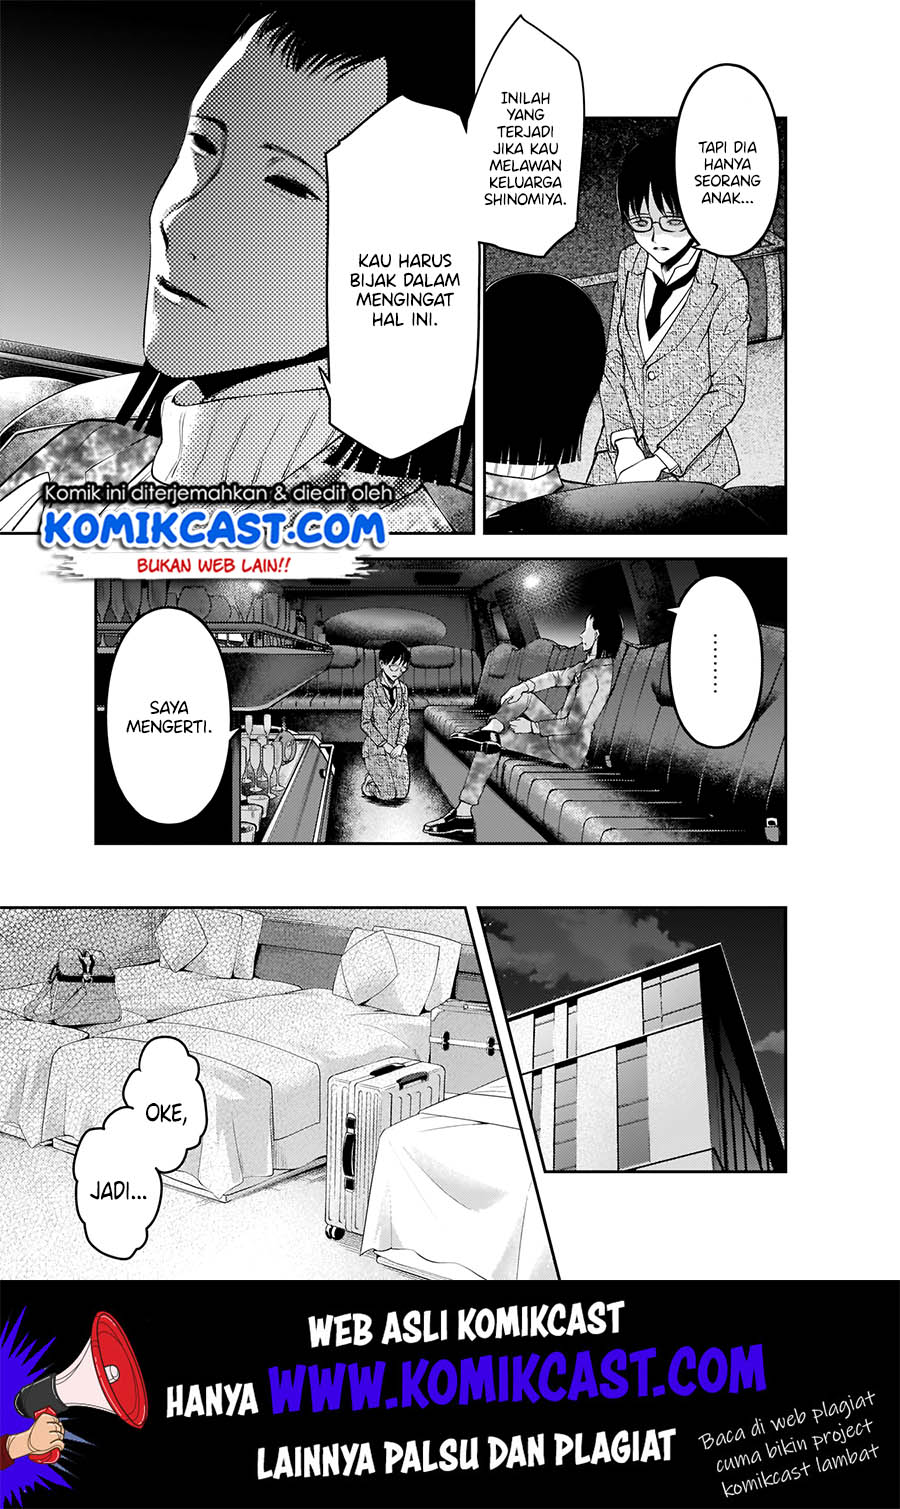 TAPI DIA
HANYA
SEORANG
ANAK...
INILAH
YANG
TERJADI
JIKA KAU
MELAWAN
KELUARGA
SHINOMIYA.
KAU HARUS
BIJAK DALAM
MENGINGAT
HAL INI.
Komik ini diterjemahkan & diedit oleh
KOMIKCAST.COM
BUKAN WEB LAIN!!
.........
SAYA
MENGERTI.
OKE,
JADI...
WEB ASLI KOMIKCAST
HANYA WWW.KOMIKCAST.COM
LAINNYA PALSU DAN PLAGIAT
Baca di web plagiat
cuma bikin project
komikcast lambat